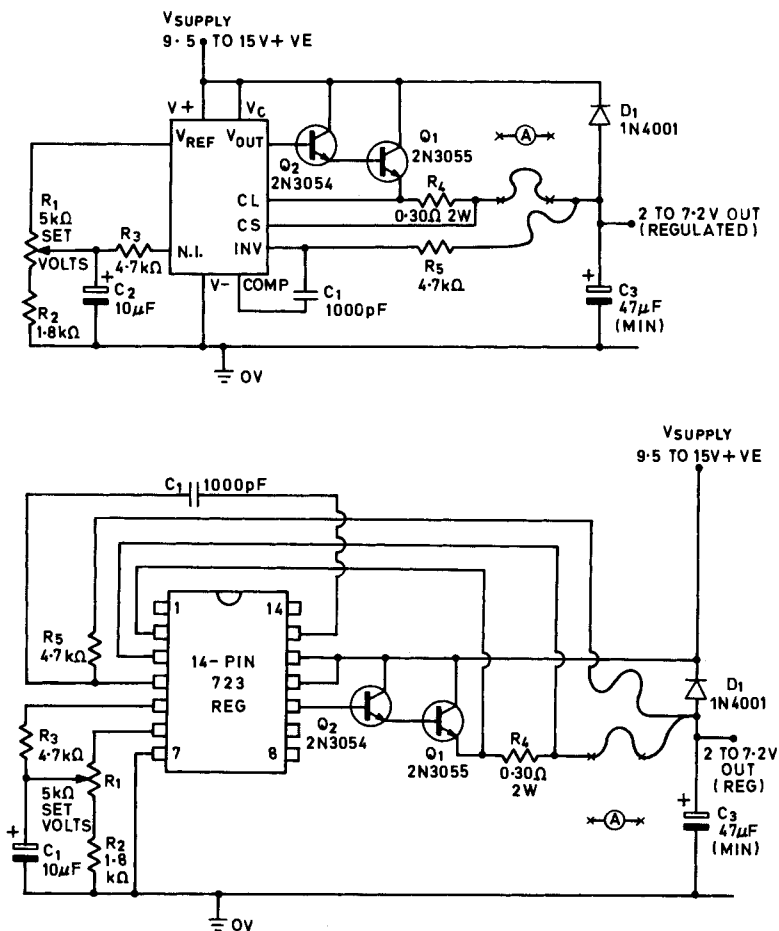 VSUPPLY
9·5 TO 15V+VE
V+
VC
VREF
VOUT
Q2
2N3054
Q1
2N3055
A
D1
1N4001
R1
5kΩ
SET
VOLTS
R3
4·7kΩ
N.I.
CL
CS
INV
R4
0·30Ω 2W
2 TO 7·2V OUT
(REGULATED)
R5
4·7kΩ
+
C2
10µF
V-
COMP
C1
1000pF
R2
1·8kΩ
+
C3
47µF
(MIN)
0V
VSUPPLY
9·5 TO 15V+VE
C1
1000pF
1
14
R5
4·7kΩ
14-PIN
723
REG
7
8
Q2
2N3054
Q1
2N3055
R4
0·30Ω
2W
D1
1N4001
2 TO 7·2V
OUT
(REG)
R3
4·7kΩ
R1
5kΩ
SET
VOLTS
+
C1
10µF
R2
1·8
kΩ
A
+
C3
47µF
(MIN)
0V